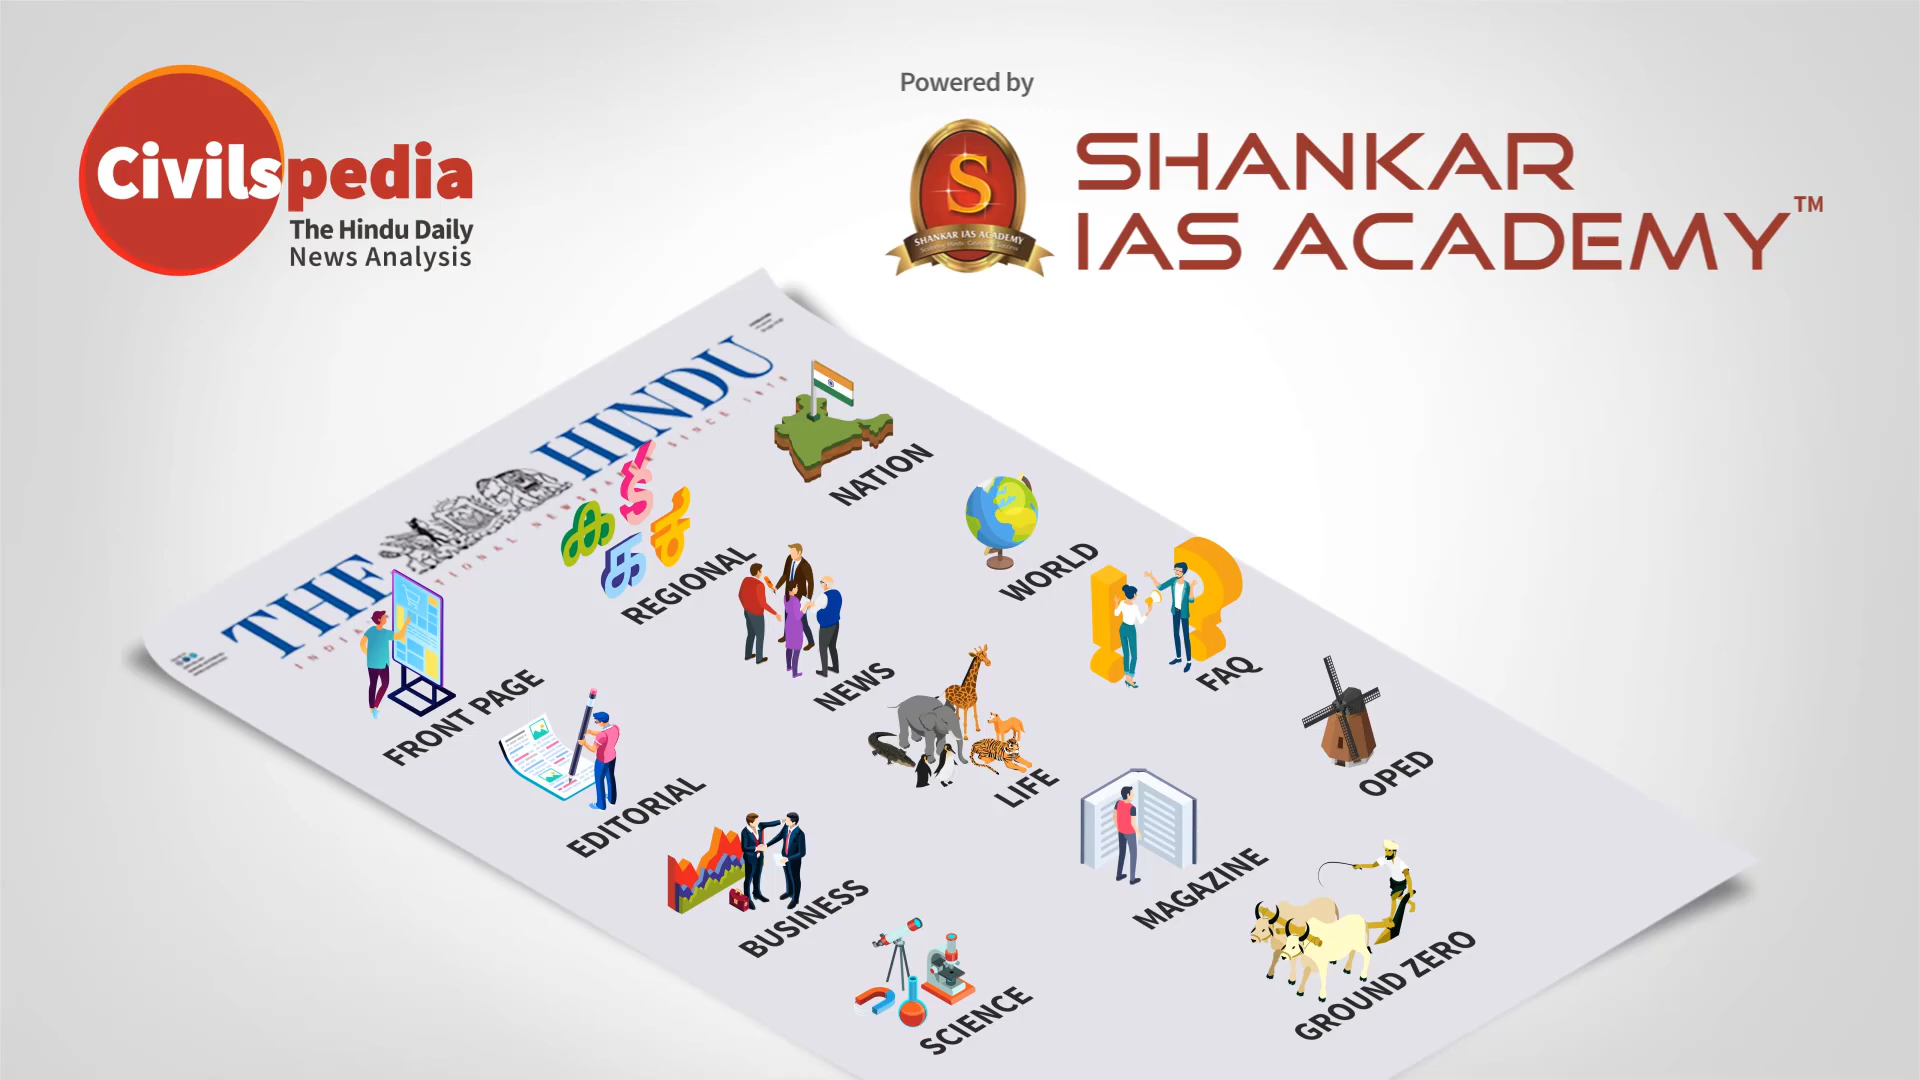 Powered by
Civilspedia
The Hindu Daily
News Analysis
S
SHANKAR IAS ACADEMY
SHANKAR
IAS ACADEMY™
THE HINDU
NATION
REGIONAL
WORLD
FRONT PAGE
NEWS
FAQ
EDITORIAL
LIFE
OPED
BUSINESS
MAGAZINE
SCIENCE
GROUND ZERO